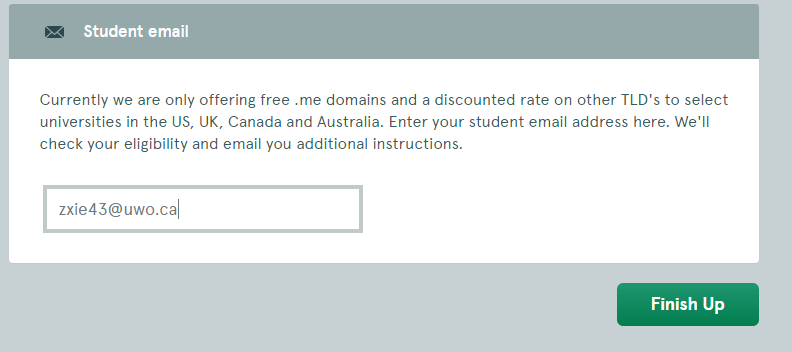 Student email
Currently we are only offering free .me domains and a discounted rate on other TLD's to select
universities in the US, UK, Canada and Australia. Enter your student email address here. We'll
check your eligibility and email you additional instructions.
zxie43@uwo.ca
Finish Up